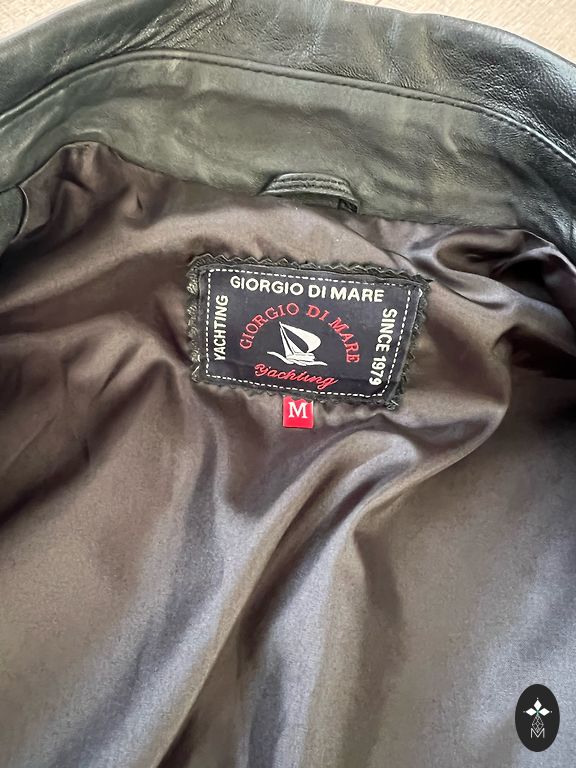 GIORGIO DI MARE
YACHTING
SINCE 1979
GIORGIO DI MARE
Yachting
M
M